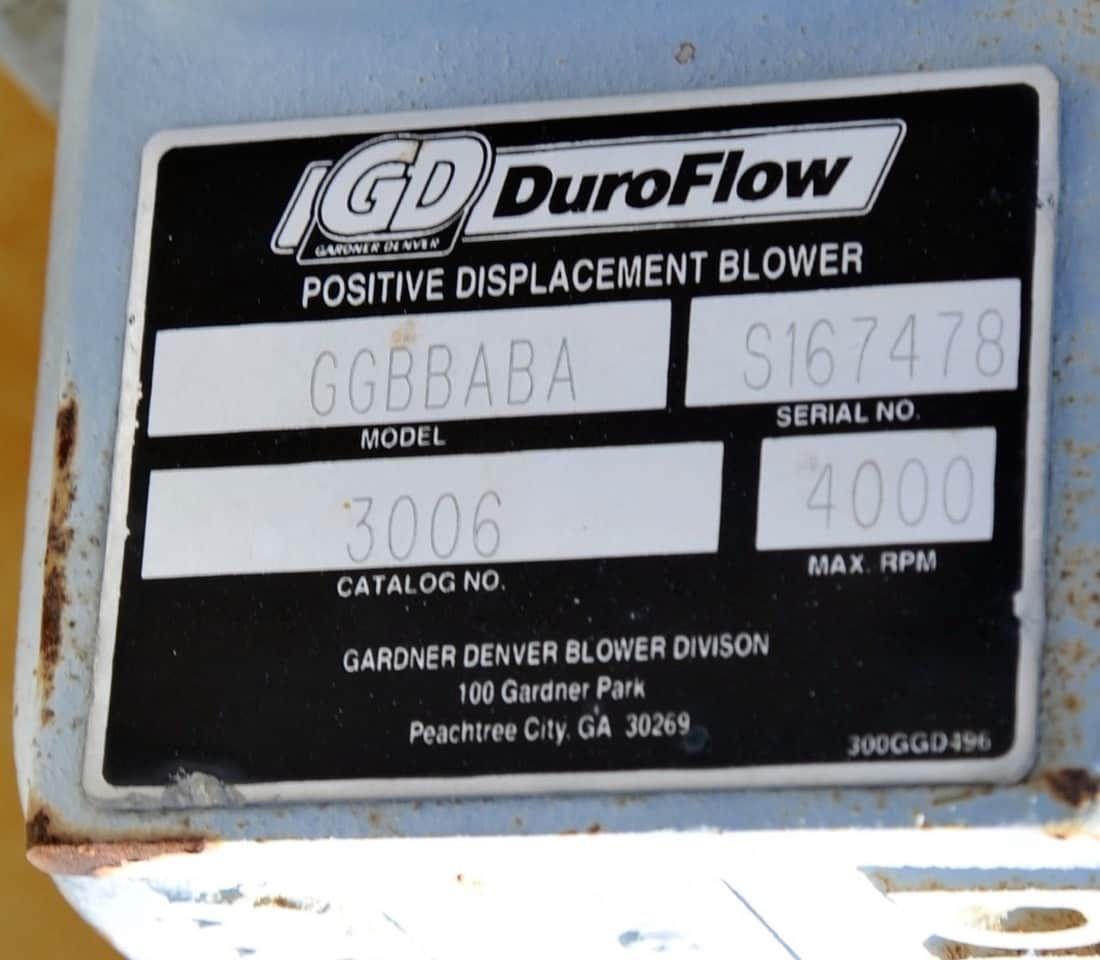 GD DuroFlow
GARDNER DENVER
POSITIVE DISPLACEMENT BLOWER
GGBBABA S167478
MODEL SERIAL NO.
3006 4000
CATALOG NO. MAX. RPM
GARDNER DENVER BLOWER DIVISON
100 Gardner Park
Peachtree City, GA 30269
300GGD496